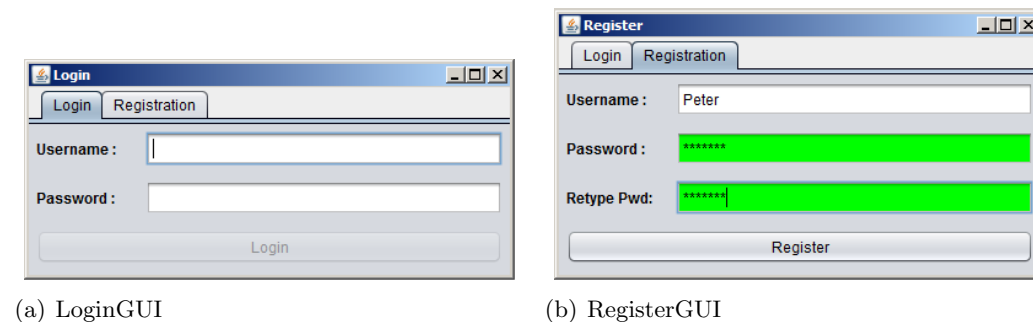 Login
Login Registration
Username :
Password :
Login
(a) LoginGUI
Register
Login Registration
Username : Peter
Password : *******
Retype Pwd: *******
Register
(b) RegisterGUI